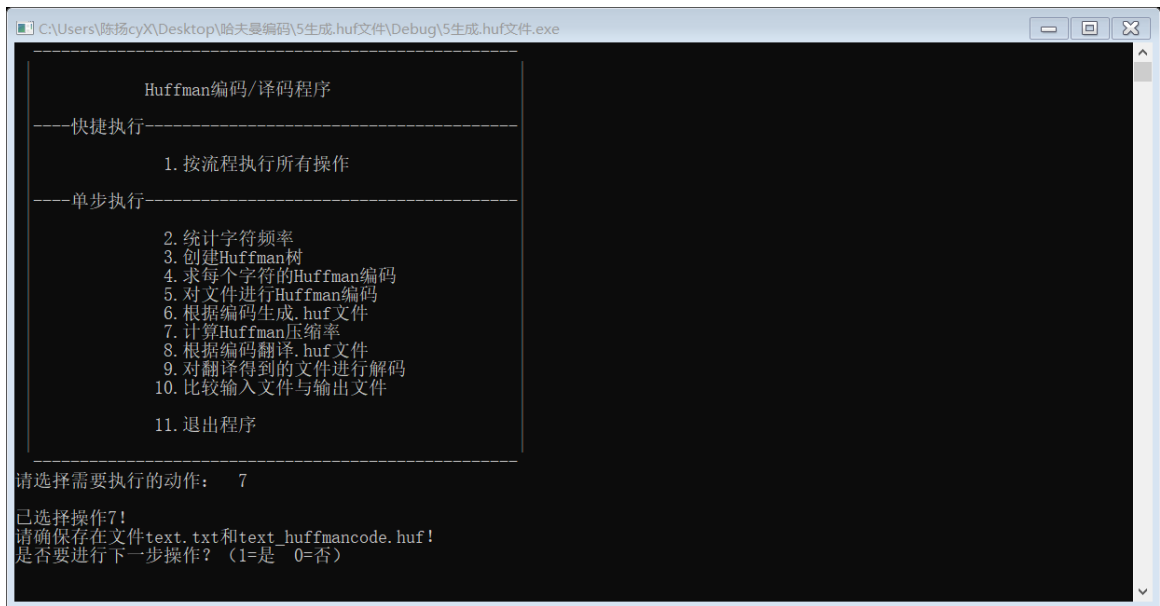 C:\Users\陈扬cyX\Desktop\哈夫曼编码\5生成.huf文件\Debug\5生成.huf文件.exe
Huffman编码/译码程序
----快捷执行----------------------------------------
1.按流程执行所有操作
----单步执行----------------------------------------
2.统计字符频率
3.创建Huffman树
4.求每个字符的Huffman编码
5.对文件进行Huffman编码
6.根据编码生成.huf文件
7.计算Huffman压缩率
8.根据编码翻译.huf文件
9.对翻译得到的文件进行解码
10.比较输入文件与输出文件
11.退出程序
请选择需要执行的动作： 7
已选择操作7!
请确保存在文件text.txt和text_huffmancode.huf!
是否要进行下一步操作？（1=是 0=否）